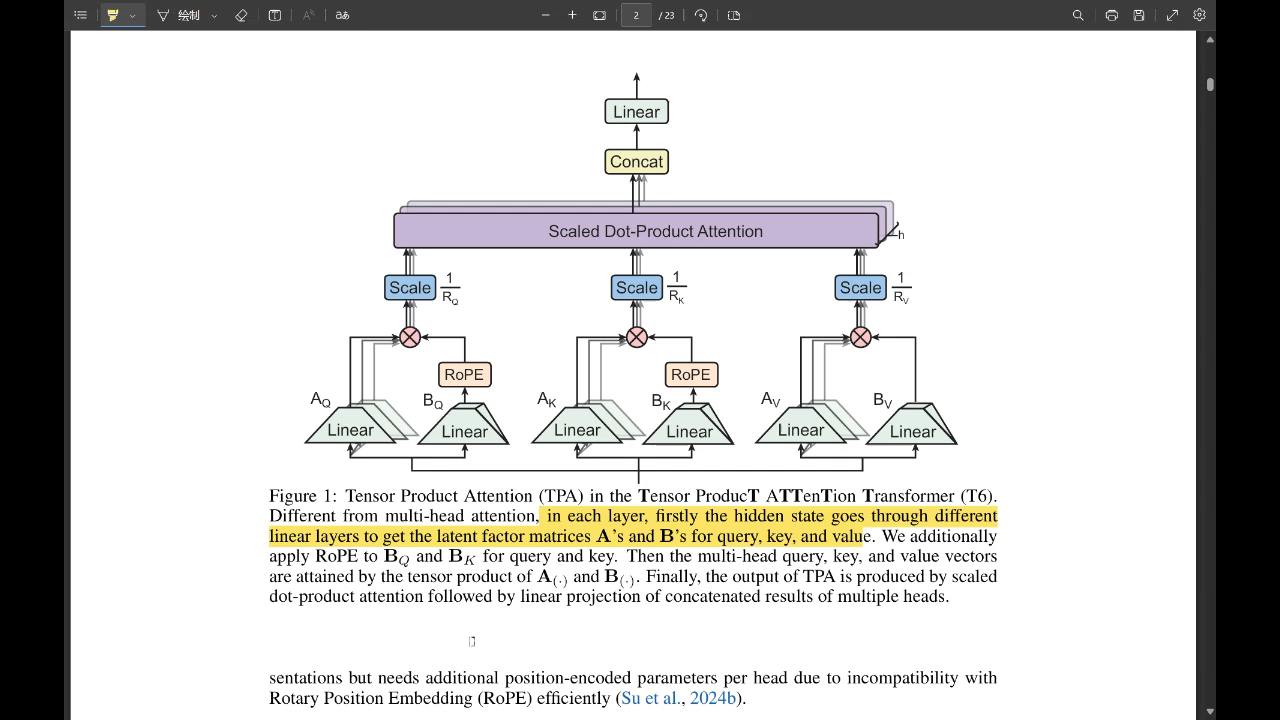 绘制
A
aあ
2 / 23
Linear
Concat
Scaled Dot-Product Attention
h
Scale 1/R_Q Scale 1/R_K Scale 1/R_V
RoPE RoPE
A_Q B_Q A_K B_K A_V B_V
Linear Linear Linear Linear Linear Linear
Figure 1: Tensor Product Attention (TPA) in the Tensor ProducT ATTenTion Transformer (T6).
Different from multi-head attention, in each layer, firstly the hidden state goes through different
linear layers to get the latent factor matrices A's and B's for query, key, and value. We additionally
apply RoPE to B_Q and B_K for query and key. Then the multi-head query, key, and value vectors
are attained by the tensor product of A_(·) and B_(·). Finally, the output of TPA is produced by scaled
dot-product attention followed by linear projection of concatenated results of multiple heads.
sentations but needs additional position-encoded parameters per head due to incompatibility with
Rotary Position Embedding (RoPE) efficiently (Su et al., 2024b).